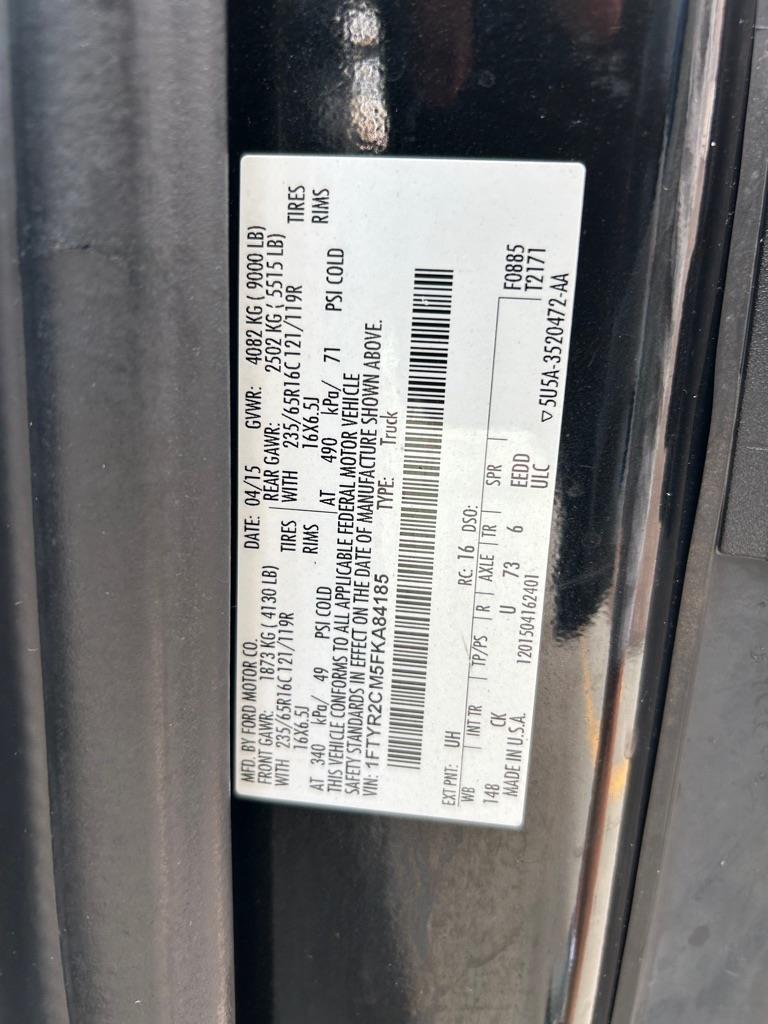 MFD. BY FORD MOTOR CO.
DATE: 04/15 GVWR: 4082 KG ( 9000 LB)
FRONT GAWR: 1873 KG ( 4130 LB)
REAR GAWR: 2502 KG ( 5515 LB)
WITH 235/65R16C 121/119R TIRES
WITH 235/65R16C 121/119R TIRES
16X6.5J RIMS
16X6.5J RIMS
AT 340 kPa/ 49 PSI COLD
AT 490 kPa/ 71 PSI COLD
THIS VEHICLE CONFORMS TO ALL APPLICABLE FEDERAL MOTOR VEHICLE
SAFETY STANDARDS IN EFFECT ON THE DATE OF MANUFACTURE SHOWN ABOVE.
VIN: 1FTYR2CM5FKA84185 TYPE: Truck
EXT PNT: UH RC: 16 DSO:
WB INT TR TP/PS R AXLE TR SPR
148 CK U 73 6 EEDD
F0885
T2171
MADE IN U.S.A. 1201504162401 ULC
▽5U5A-3520472-AA